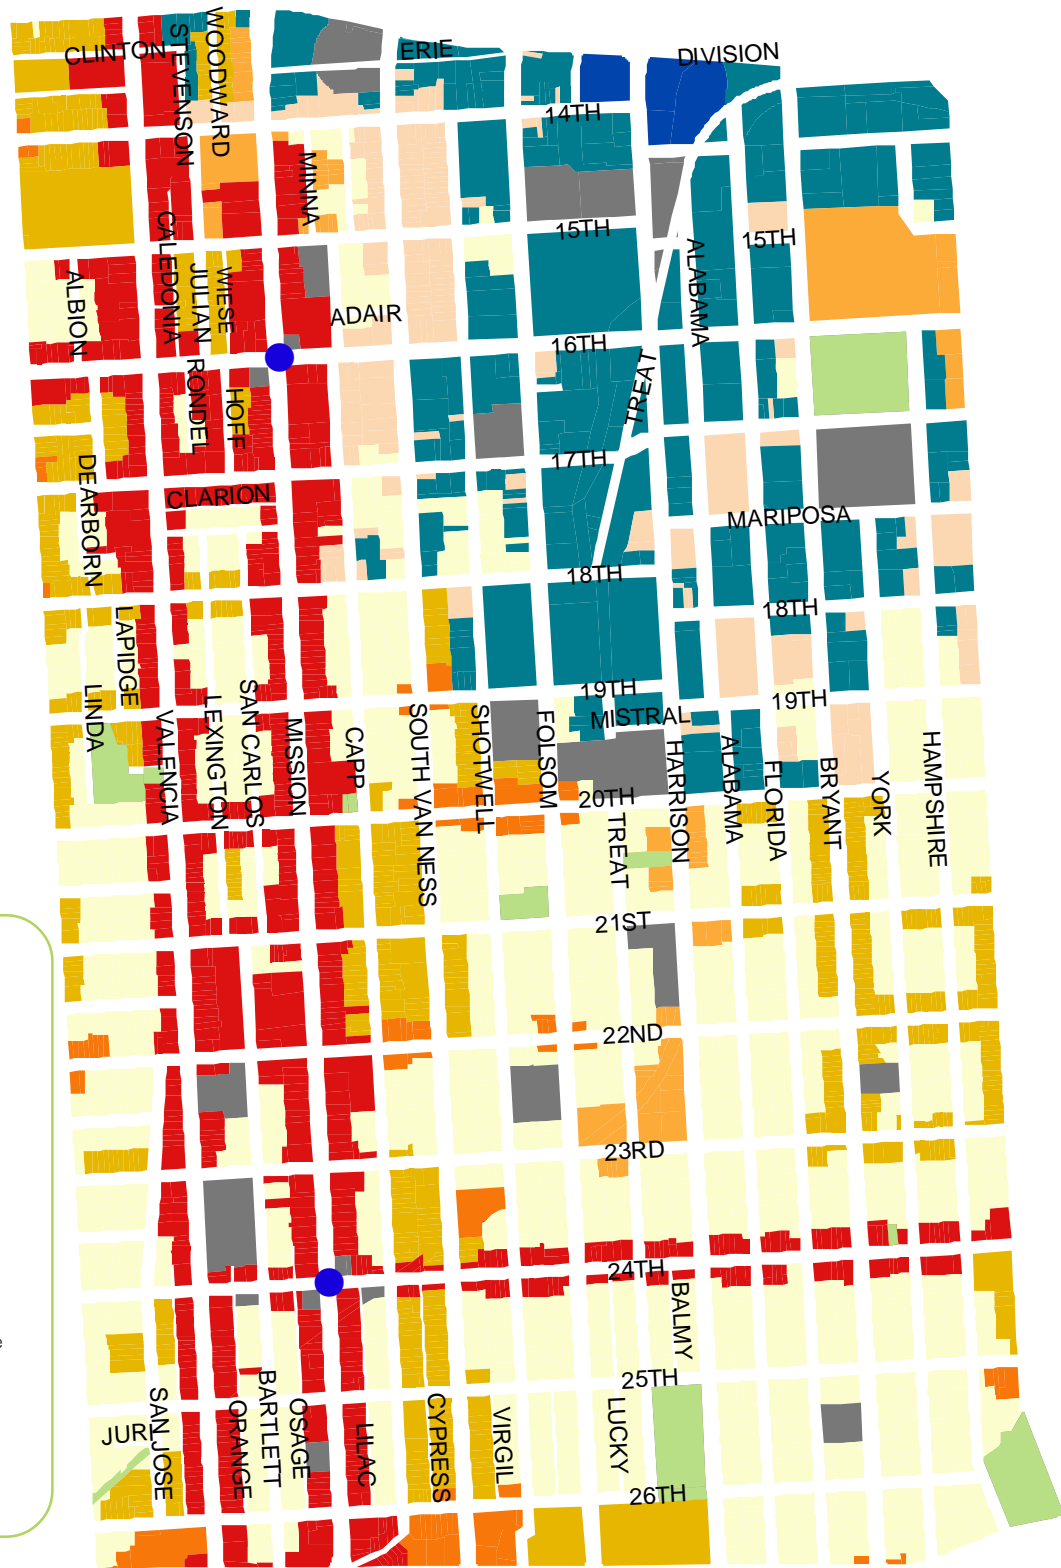 CLINTON
STEVENSON
WOODWARD
ERIE
DIVISION
14TH
MINNA
CALEDONIA
JULIAN
WIESE
15TH
15TH
ALBION
ADAIR
ALABAMA
16TH
TREAT
RONDEL
HOFF
17TH
DEARBORN
CLARION
MARIPOSA
18TH
18TH
LAPIDGE
LINDA
19TH
19TH
MISTRAL
VALENCIA
LEXINGTON
SAN CARLOS
MISSION
CAPP
SOUTH VAN NESS
SHOTWELL
FOLSOM
HARRISON
ALABAMA
FLORIDA
BRYANT
YORK
HAMPSHIRE
20TH
TREAT
21ST
22ND
23RD
24TH
BALMY
25TH
JURI
SAN JOSE
ORANGE
BARTLETT
OSAGE
LILAC
CYPRESS
VIRGIL
LUCKY
26TH